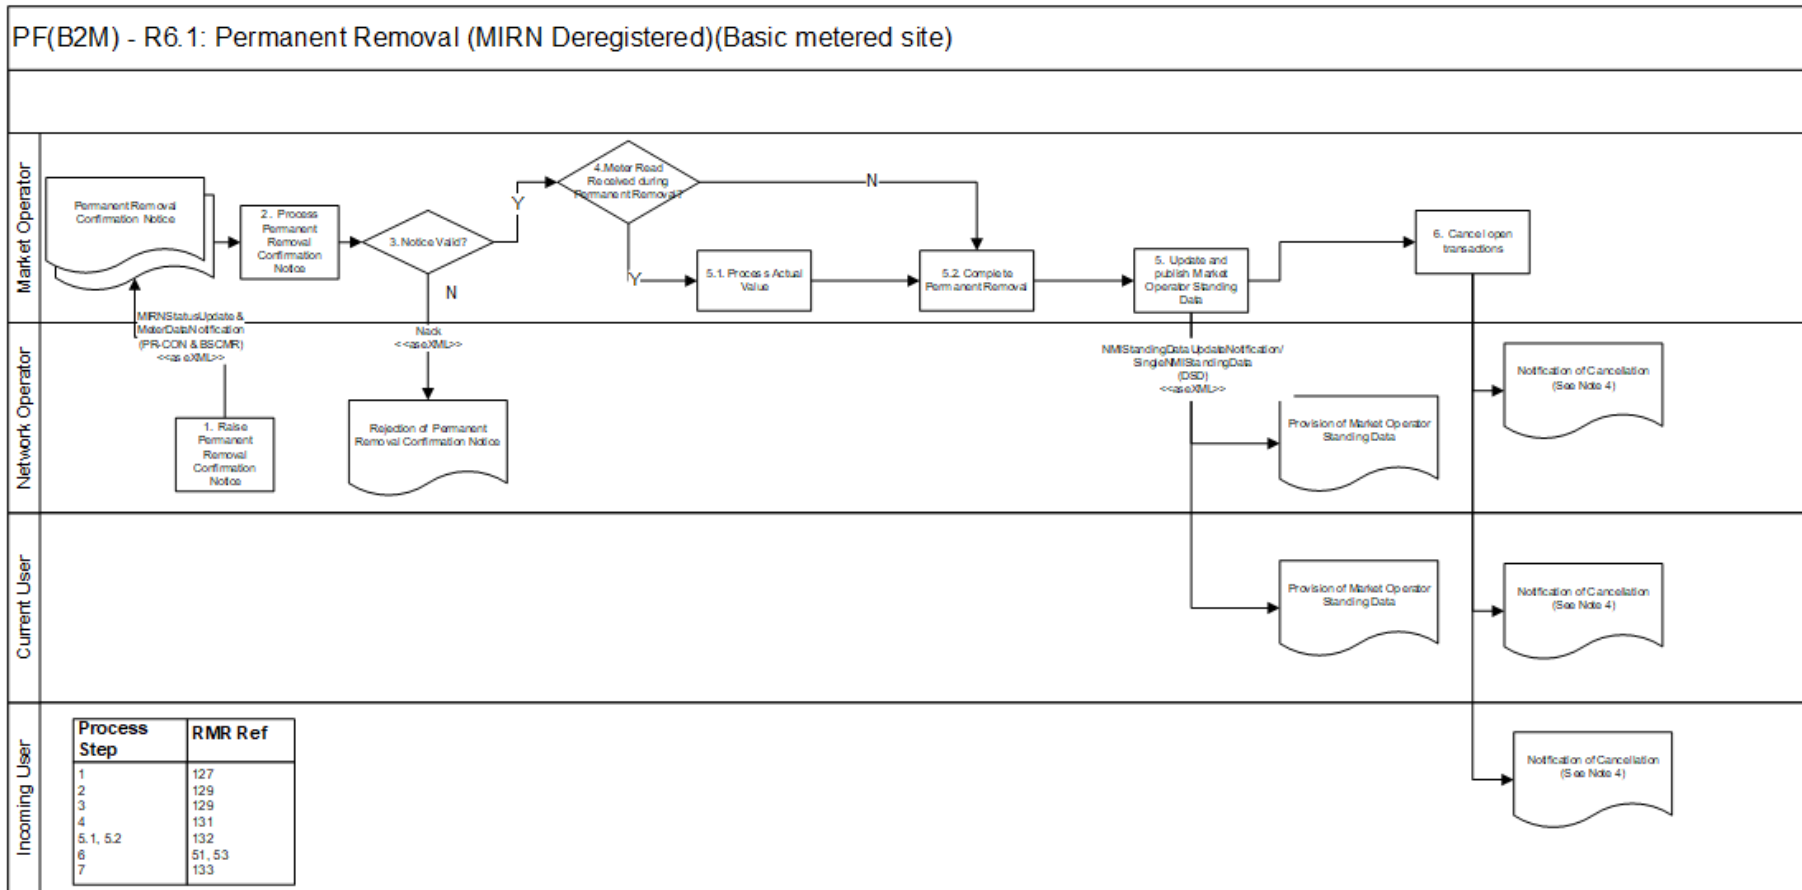 PF(B2M) - R6.1: Permanent Removal (MIRN Deregistered)(Basic metered site)
Market Operator
Permanent Removal
Confirmation Notice
2. Process
Permanent
Removal
Confirmation
Notice
3. Notice Valid?
Y
N
4.Meter Read
Received during
Permanent Removal?
N
Y
5.1. Process Actual
Value
5.2. Complete
Permanent Removal
5. Update and
publish Market
Operator Standing
Data
6. Cancel open
transactions
MIRNStatusUpdate &
MeterDataNotification
(PR-CON & BSCMR)
<<aseXML>>
Nack
<<aseXML>>
NMIStandingDataUpdateNotification/
SingleNMIStandingData
(DSD)
<<aseXML>>
Network Operator
1. Raise
Permanent
Removal
Confirmation
Notice
Rejection of Permanent
Removal Confirmation Notice
Provision of Market Operator
Standing Data
Notification of Cancellation
(See Note 4)
Current User
Provision of Market Operator
Standing Data
Notification of Cancellation
(See Note 4)
Incoming User
Process Step RMR Ref
1 127
2 129
3 129
4 131
5.1, 5.2 132
6 51, 53
7 133
Notification of Cancellation
(See Note 4)